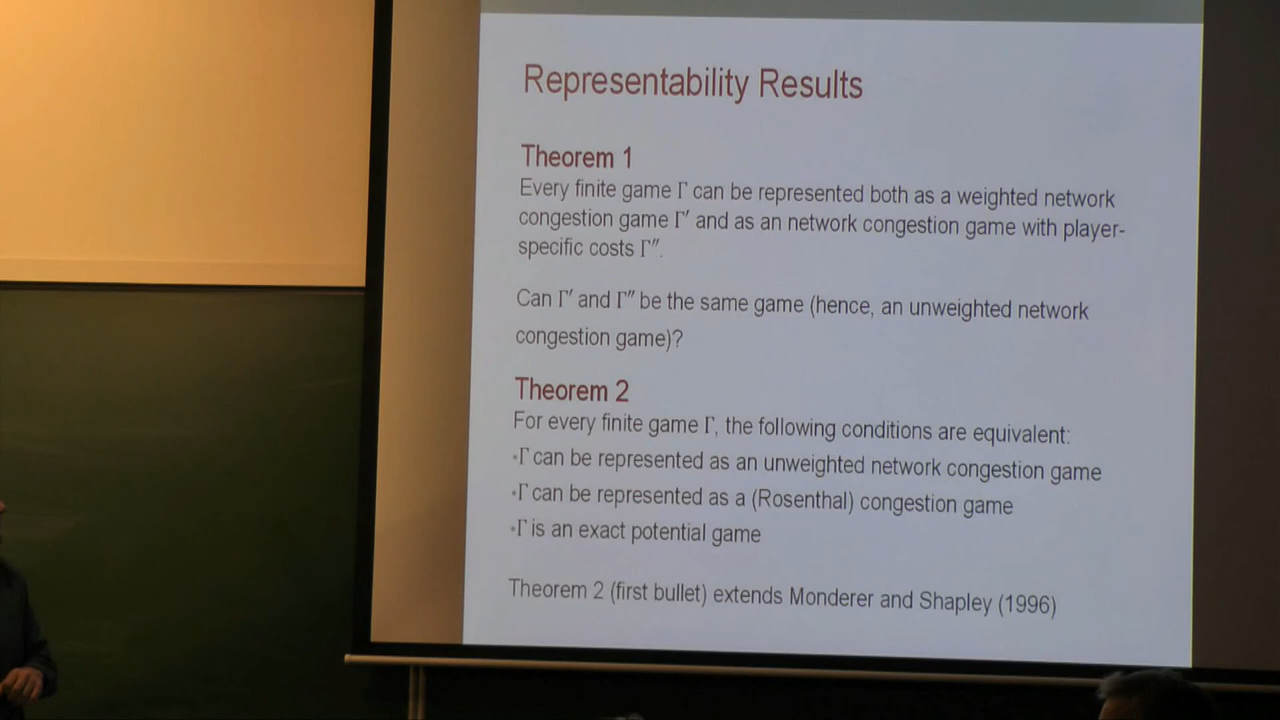 Representability Results
Theorem 1
Every finite game Γ can be represented both as a weighted network
congestion game Γ′ and as an network congestion game with player-
specific costs Γ″.
Can Γ′ and Γ″ be the same game (hence, an unweighted network
congestion game)?
Theorem 2
For every finite game Γ, the following conditions are equivalent:
•Γ can be represented as an unweighted network congestion game
•Γ can be represented as a (Rosenthal) congestion game
•Γ is an exact potential game
Theorem 2 (first bullet) extends Monderer and Shapley (1996)